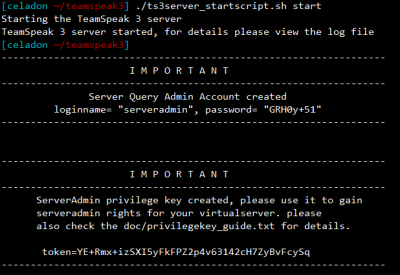 [celadon ~/teamspeak3] ./ts3server_startscript.sh start
Starting the TeamSpeak 3 server
TeamSpeak 3 server started, for details please view the log file
[celadon ~/teamspeak3]
------------------------------------------------------------------
I M P O R T A N T
------------------------------------------------------------------
Server Query Admin Account created
loginname= "serveradmin", password= "GRH0y+51"
------------------------------------------------------------------
------------------------------------------------------------------
I M P O R T A N T
------------------------------------------------------------------
ServerAdmin privilege key created, please use it to gain
serveradmin rights for your virtualserver. please
also check the doc/privilegekey_guide.txt for details.
token=YE+Rmx+izSXI5yFkFPZ2p4v63142cH7ZyBvFcySq
------------------------------------------------------------------